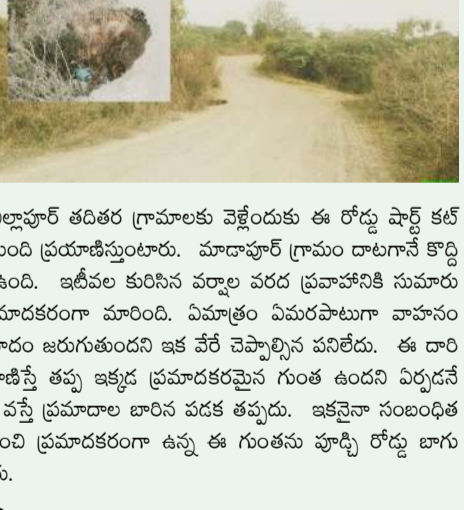 ల్లాపూర్ తదితర గ్రామాలకు వెళ్లేందుకు ఈ రోడ్డు షార్ట్ కట్
ంది ప్రయాణిస్తుంటారు. మాడాపూర్ గ్రామం దాటగానే కొద్ది
ఉంది. ఇటీవల కురిసిన వర్షాల వరద ప్రవాహానికి సుమారు
మాదకరంగా మారింది. ఏమాత్రం ఏమరపాటుగా వాహనం
ాదం జరుగుతుందని ఇక వేరే చెప్పాల్సిన పనిలేదు. ఈ దారి
ాణిస్తే తప్ప ఇక్కడ ప్రమాదకరమైన గుంత ఉందని ఏర్పడనే
వస్తే ప్రమాదాల బారిన పడక తప్పదు. ఇకనైనా సంబంధిత
ంచి ప్రమాదకరంగా ఉన్న ఈ గుంతను పూడ్చి రోడ్డు బాగు
ు.